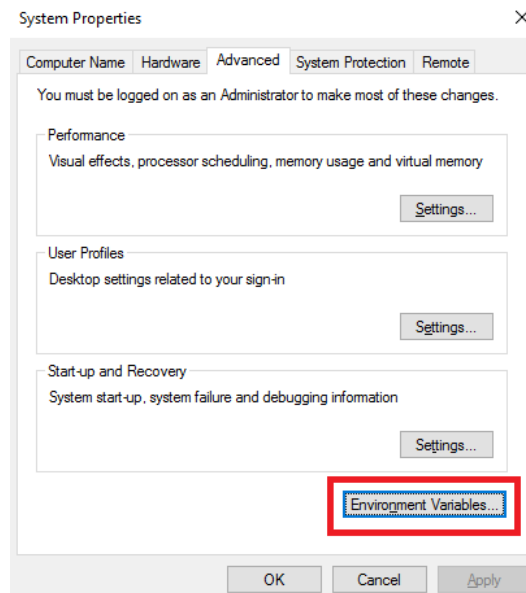 System Properties
Computer Name Hardware Advanced System Protection Remote
You must be logged on as an Administrator to make most of these changes.
Performance
Visual effects, processor scheduling, memory usage and virtual memory
Settings...
User Profiles
Desktop settings related to your sign-in
Settings...
Start-up and Recovery
System start-up, system failure and debugging information
Settings...
Environment Variables...
OK Cancel Apply